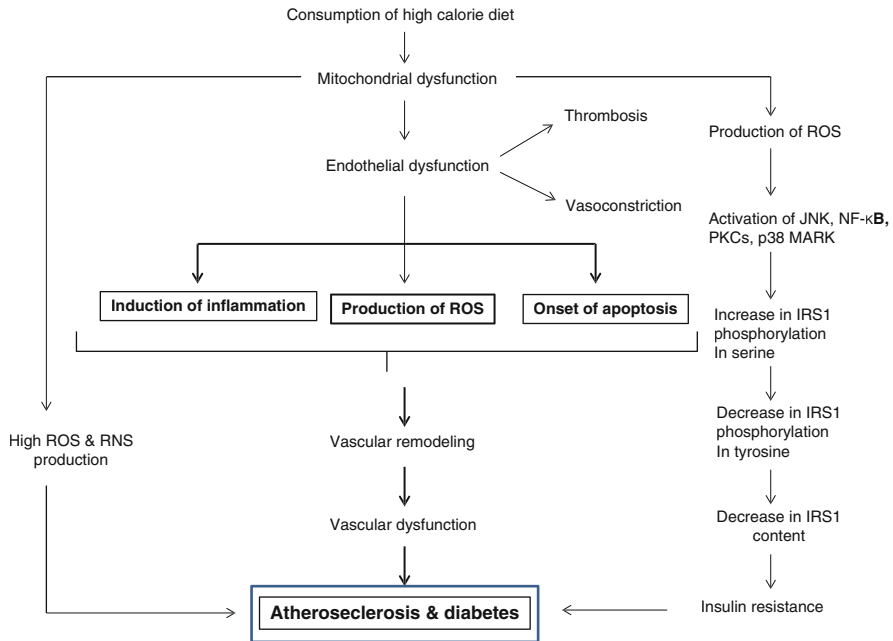 Consumption of high calorie diet
Mitochondrial dysfunction
Thrombosis
Production of ROS
Endothelial dysfunction
Vasoconstriction
Activation of JNK, NF-κB,
PKCs, p38 MARK
Induction of inflammation
Production of ROS
Onset of apoptosis
Increase in IRS1
phosphorylation
In serine
High ROS & RNS
production
Vascular remodeling
Decrease in IRS1
phosphorylation
In tyrosine
Vascular dysfunction
Decrease in IRS1
content
Atherosclerosis & diabetes
Insulin resistance